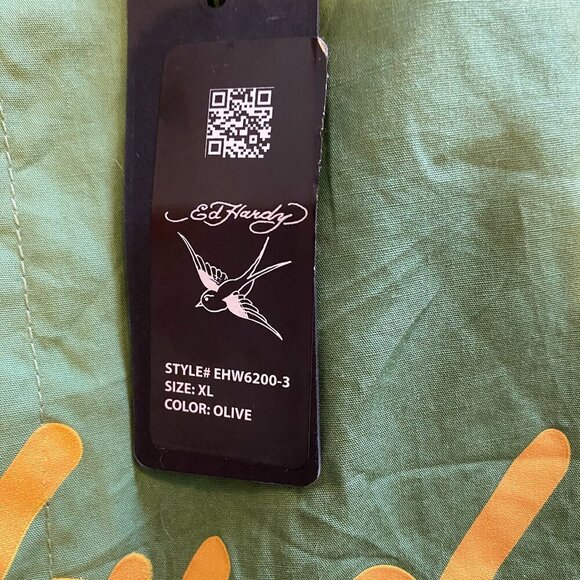 Ed Hardy
STYLE# EHW6200-3
SIZE: XL
COLOR: OLIVE